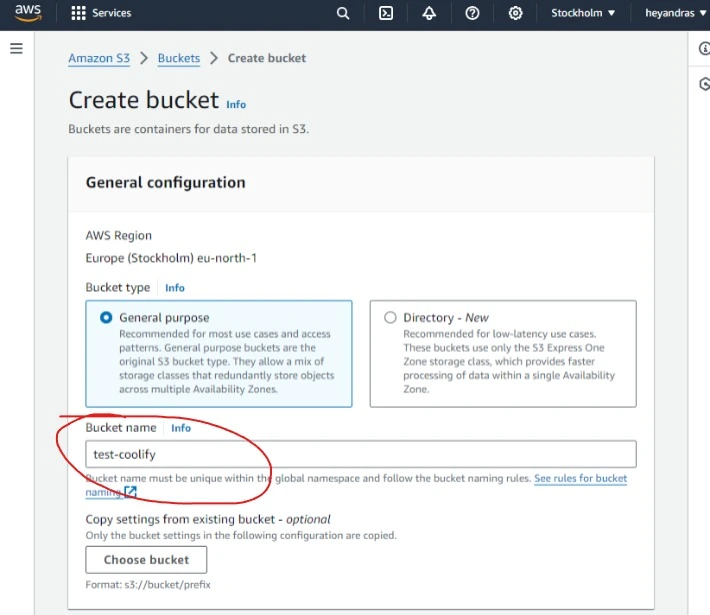 aws
Services
Stockholm ▼
heyandras ▼
Amazon S3 > Buckets > Create bucket
Create bucket Info
Buckets are containers for data stored in S3.
General configuration
AWS Region
Europe (Stockholm) eu-north-1
Bucket type Info
General purpose
Recommended for most use cases and access
patterns. General purpose buckets are the
original S3 bucket type. They allow a mix of
storage classes that redundantly store objects
across multiple Availability Zones.
Directory - New
Recommended for low-latency use cases.
These buckets use only the S3 Express One
Zone storage class, which provides faster
processing of data within a single Availability
Zone.
Bucket name Info
test-coolify
Bucket name must be unique within the global namespace and follow the bucket naming rules. See rules for bucket
naming
Copy settings from existing bucket - optional
Only the bucket settings in the following configuration are copied.
Choose bucket
Format: s3://bucket/prefix